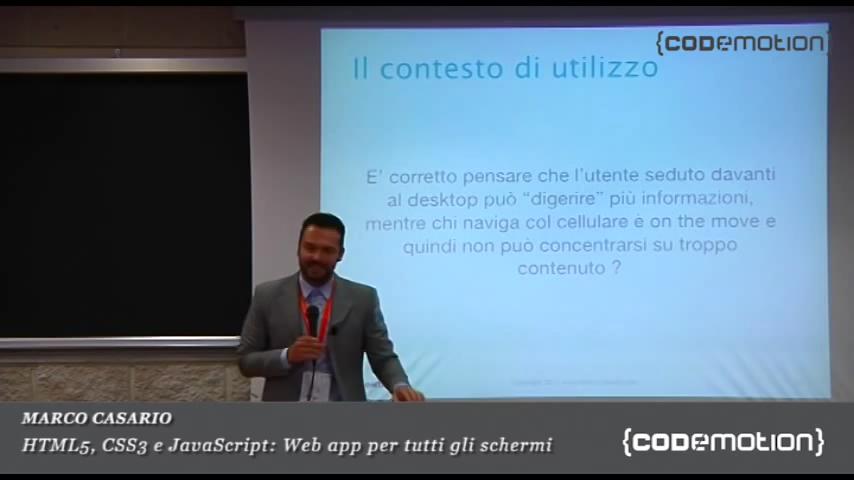 {CODEMOTION}
Il contesto di utilizzo
E' corretto pensare che l'utente seduto davanti
al desktop può "digerire" più informazioni,
mentre chi naviga col cellulare è on the move e
quindi non può concentrarsi su troppo
contenuto ?
MARCO CASARIO
HTML5, CSS3 e JavaScript: Web app per tutti gli schermi
{CODEMOTION}